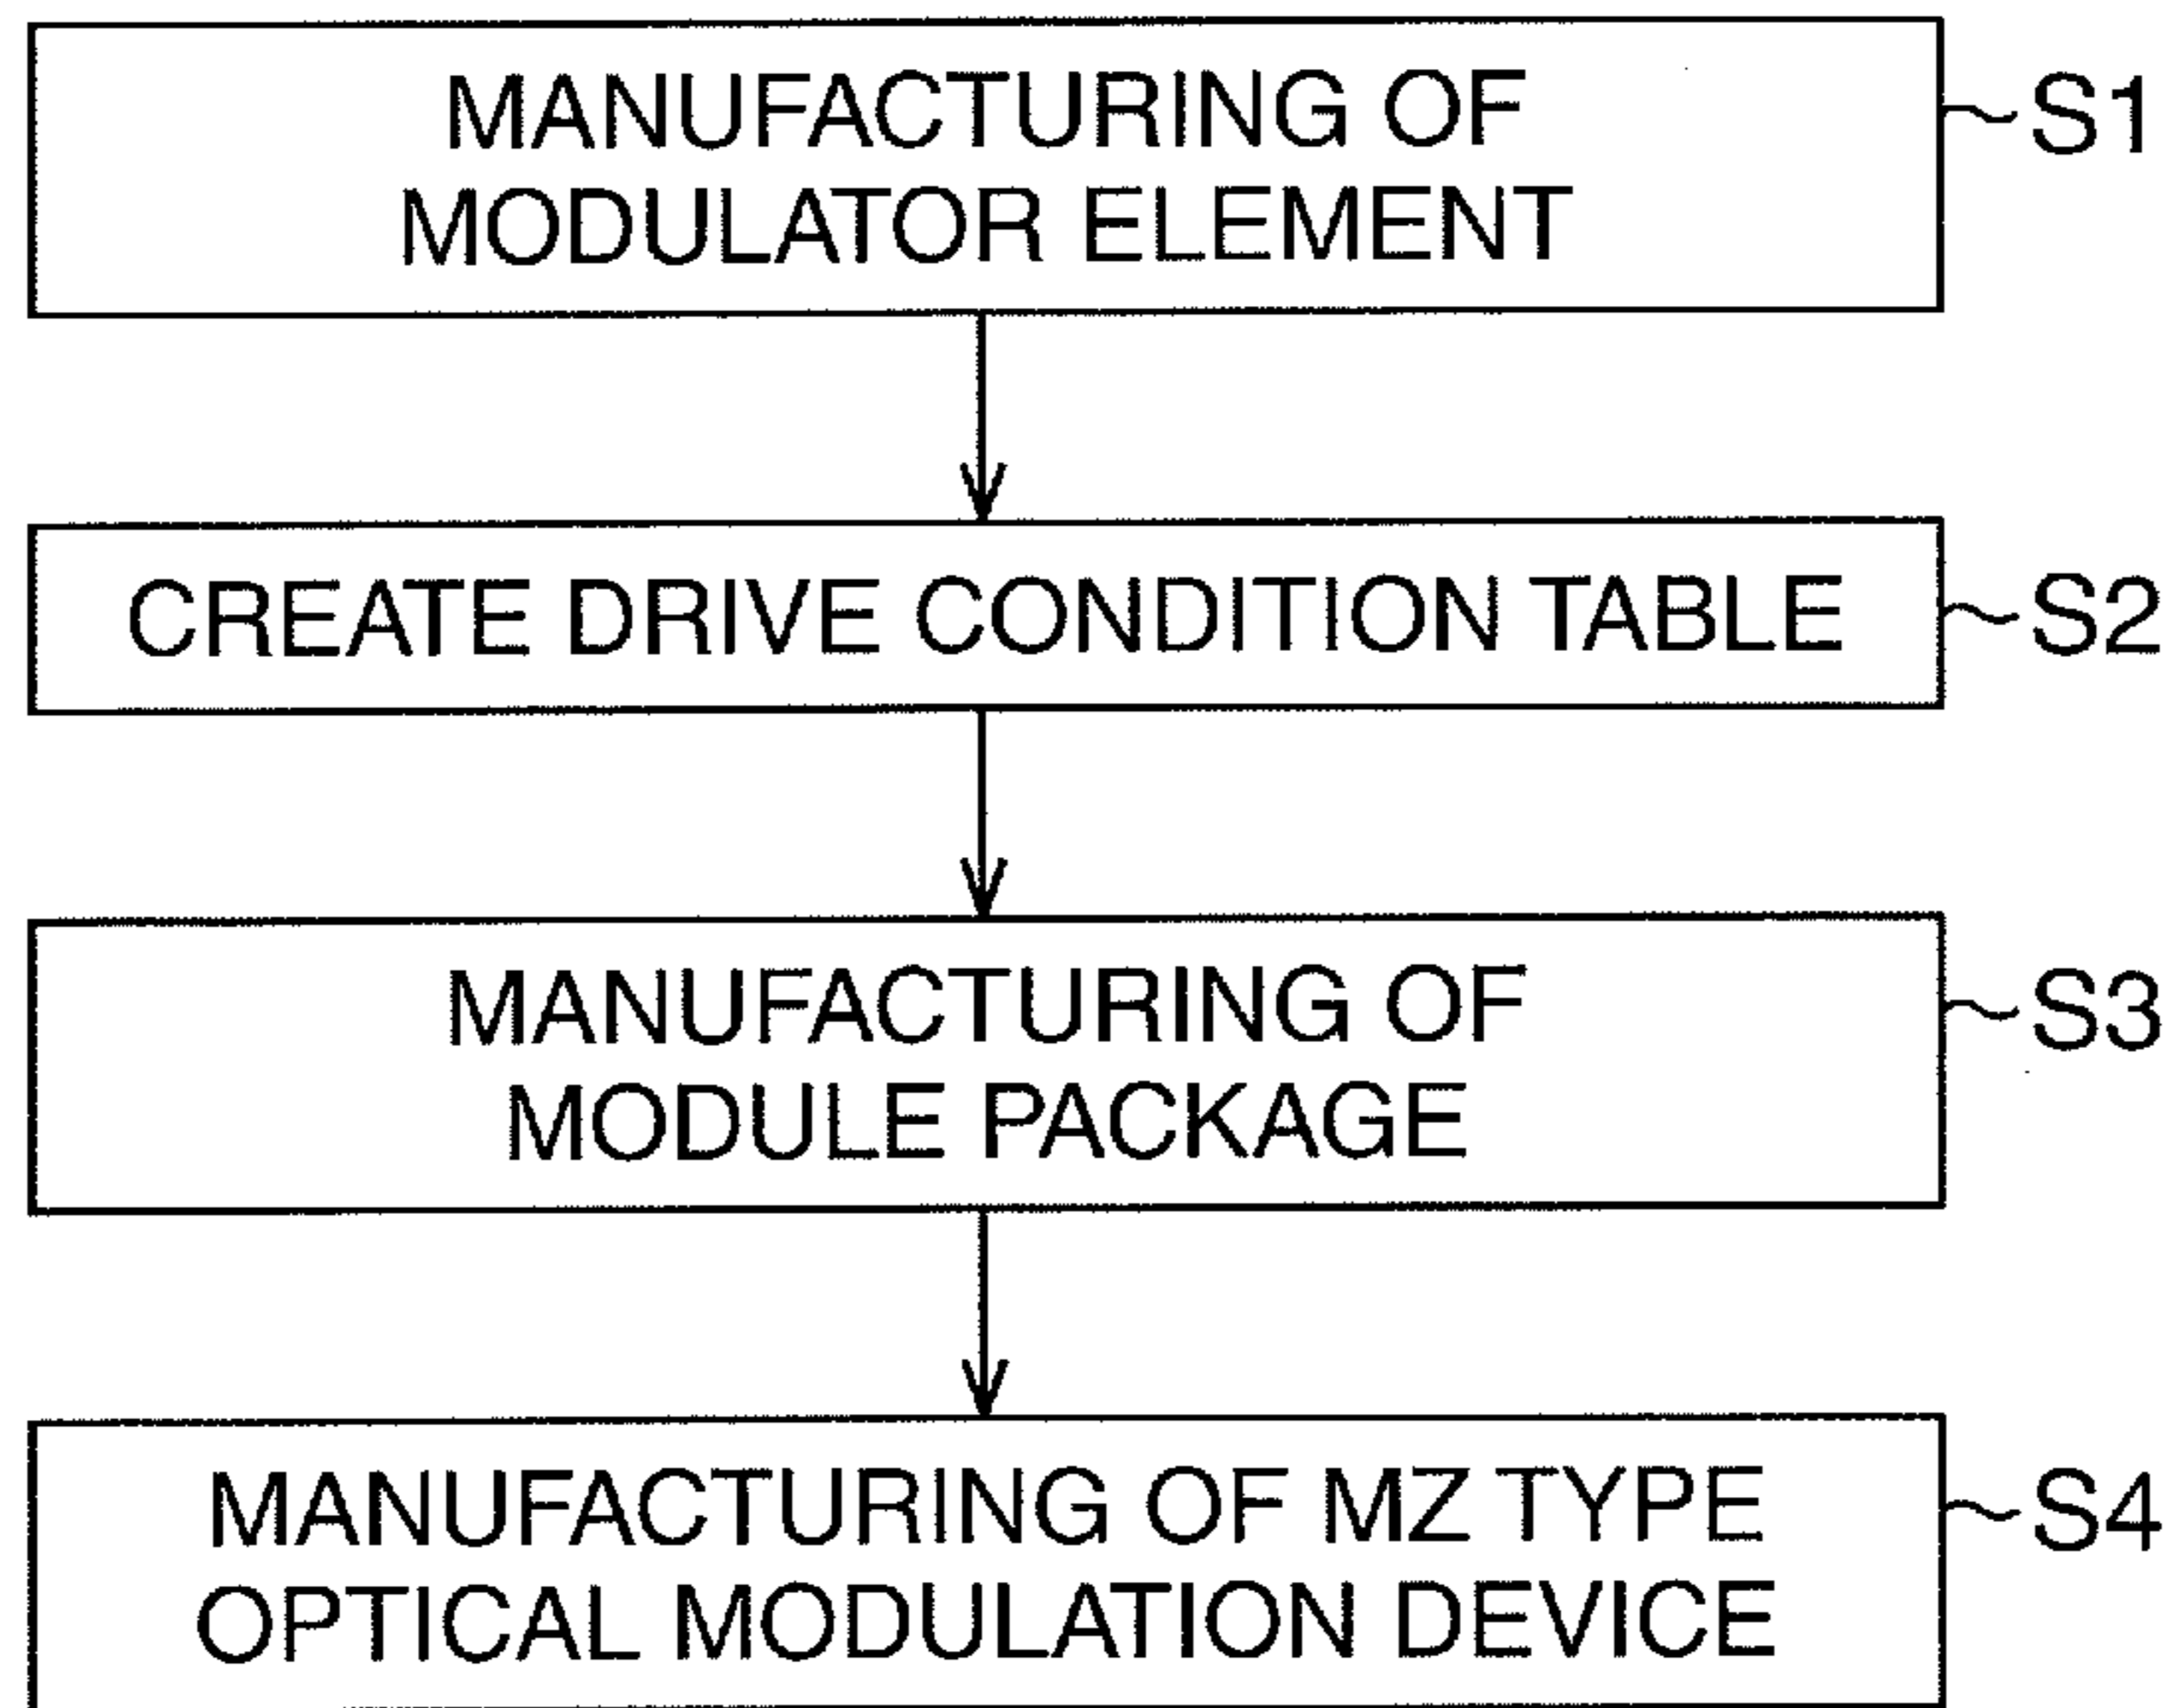 MANUFACTURING OF
MODULATOR ELEMENT
S1
CREATE DRIVE CONDITION TABLE
S2
MANUFACTURING OF
MODULE PACKAGE
S3
MANUFACTURING OF MZ TYPE
OPTICAL MODULATION DEVICE
S4